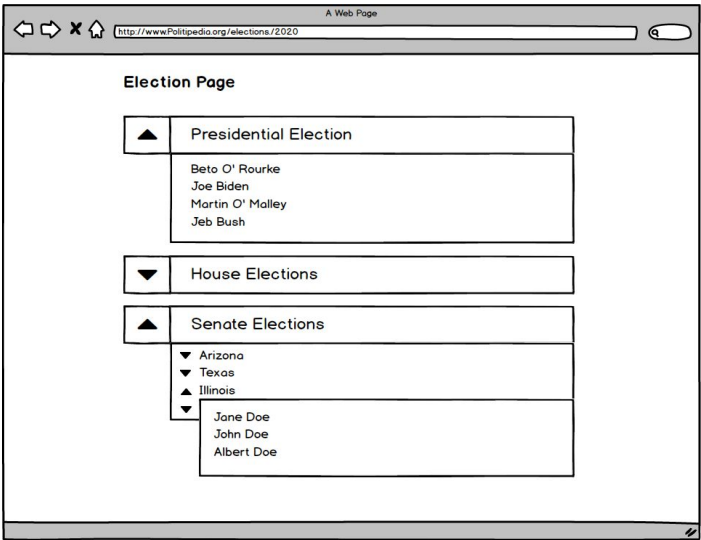 A Web Page
http://www.Politipedia.org/elections./2020
Election Page
Presidential Election
Beto O' Rourke
Joe Biden
Martin O' Malley
Jeb Bush
House Elections
Senate Elections
Arizona
Texas
Illinois
Jane Doe
John Doe
Albert Doe